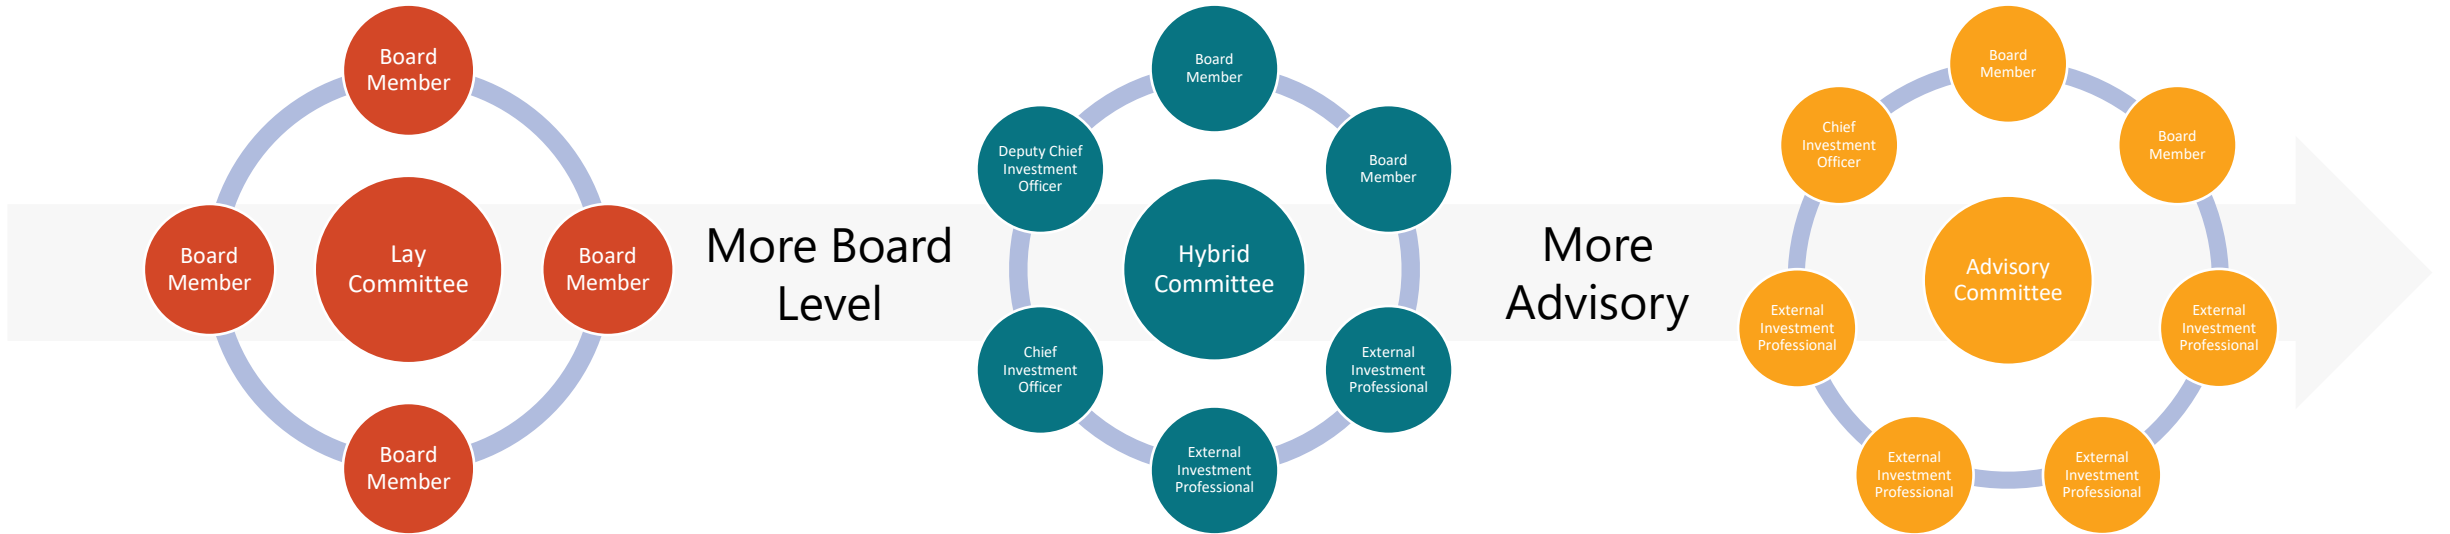 Board
Member
Board
Member
Lay
Committee
Board
Member
Board
Member
More Board
Level
Board
Member
Deputy Chief
Investment
Officer
Board
Member
Hybrid
Committee
Chief
Investment
Officer
External
Investment
Professional
External
Investment
Professional
More
Advisory
Board
Member
Chief
Investment
Officer
Board
Member
Advisory
Committee
External
Investment
Professional
External
Investment
Professional
External
Investment
Professional
External
Investment
Professional